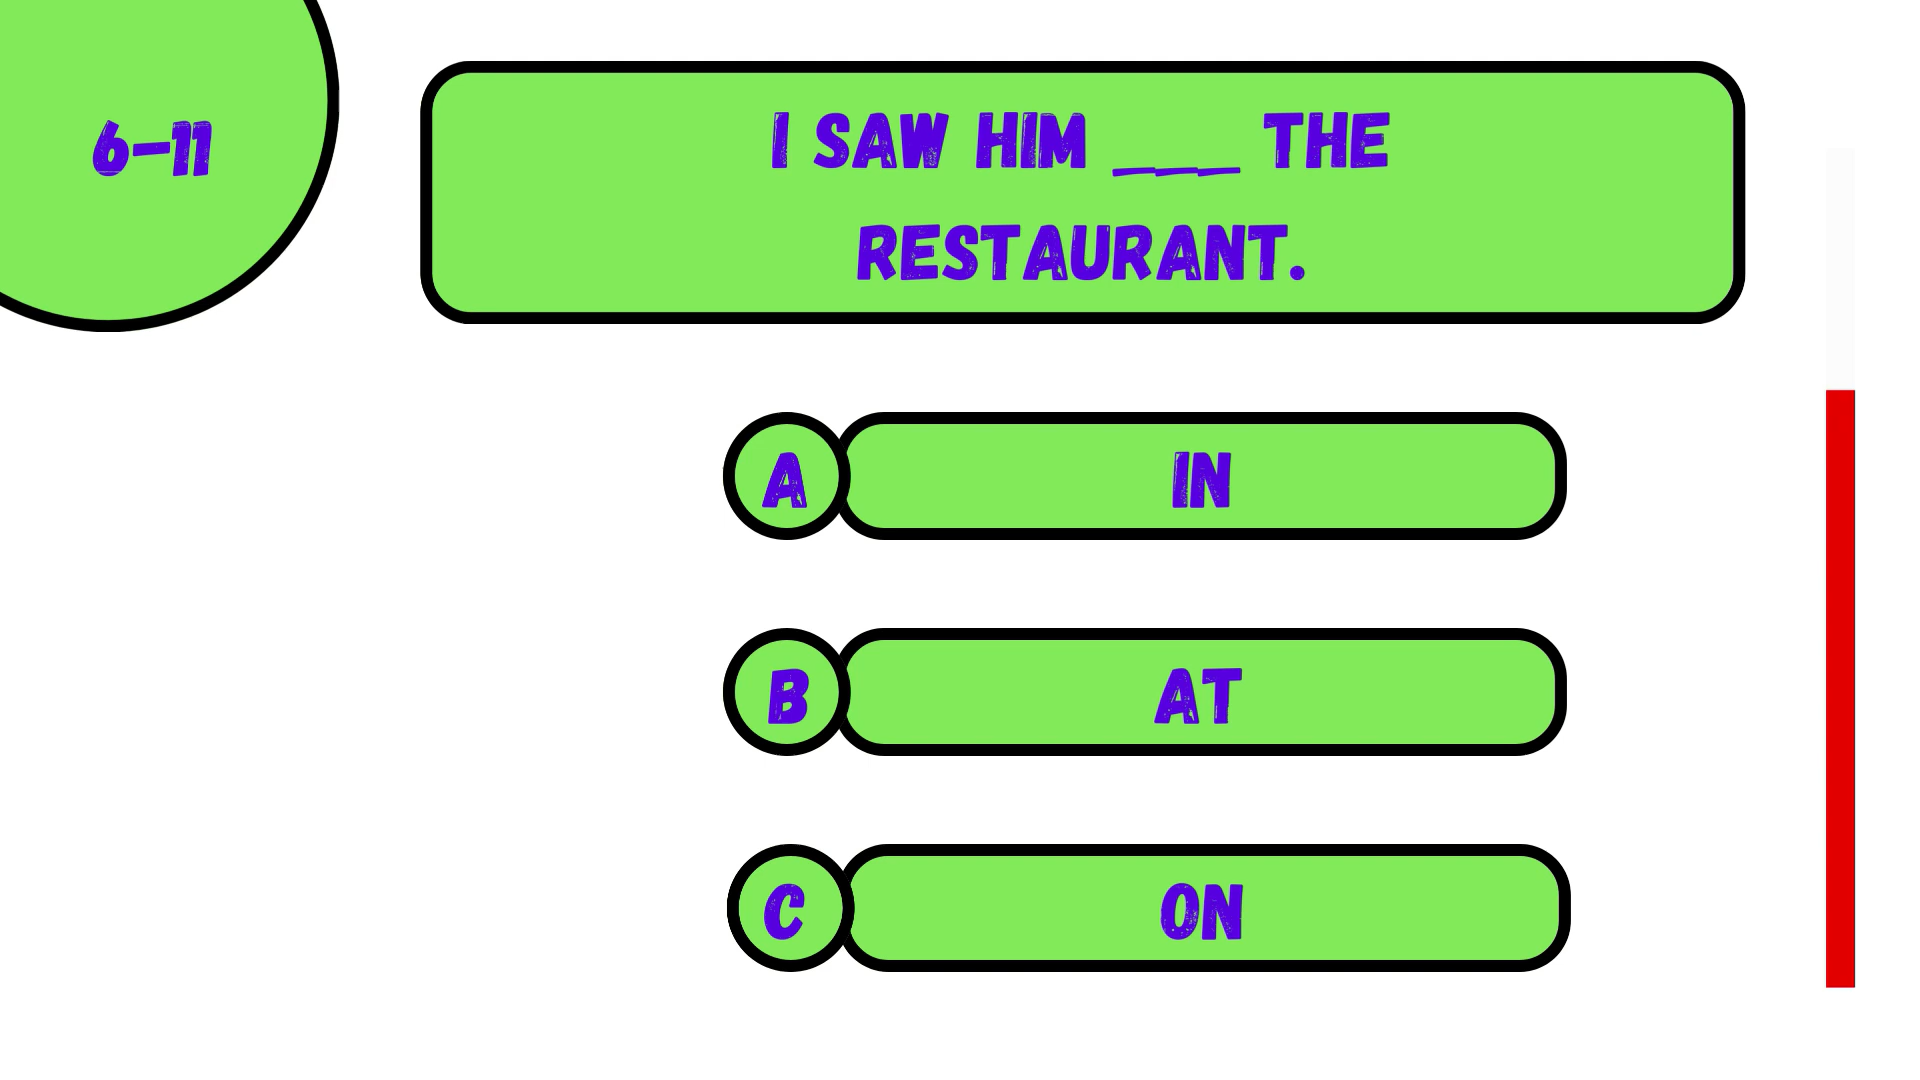 6-11
I SAW HIM ___ THE
RESTAURANT.
A
IN
B
AT
C
ON